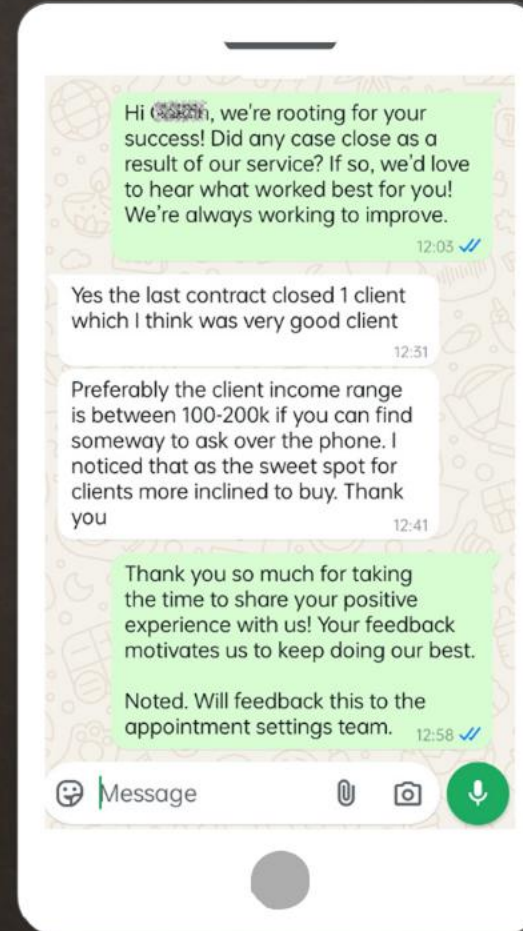 Hi , we're rooting for your
success! Did any case close as a
result of our service? If so, we'd love
to hear what worked best for you!
We're always working to improve.
12:03
Yes the last contract closed 1 client
which I think was very good client
12:31
Preferably the client income range
is between 100-200k if you can find
someway to ask over the phone. I
noticed that as the sweet spot for
clients more inclined to buy. Thank
you
12:41
Thank you so much for taking
the time to share your positive
experience with us! Your feedback
motivates us to keep doing our best.
Noted. Will feedback this to the
appointment settings team.
12:58
Message